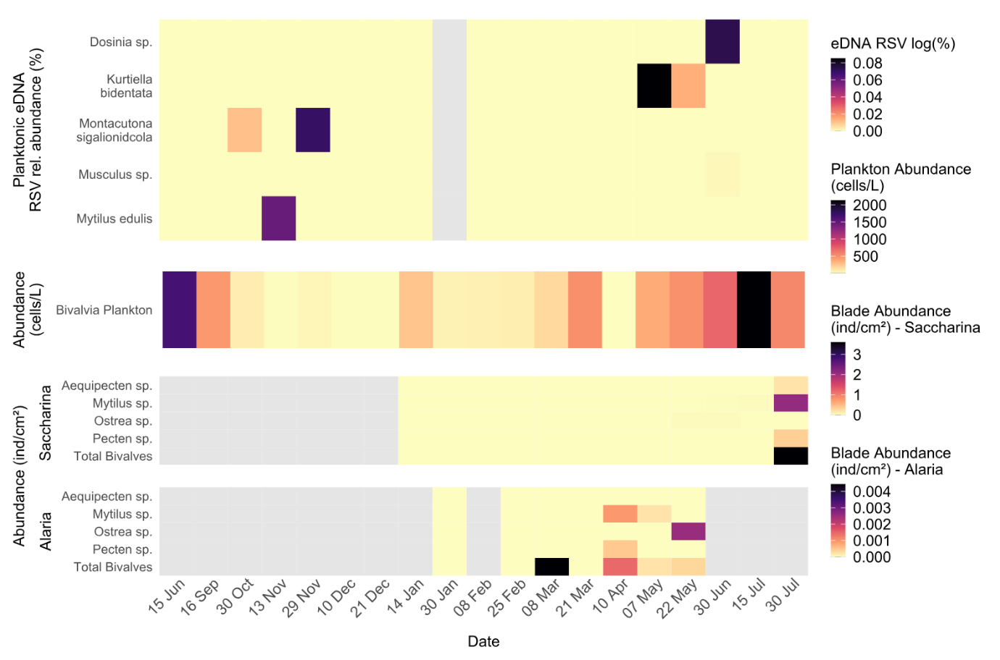 Planktonic eDNA
RSV rel. abundance (%)
Dosinia sp.
Kurtiella
bidentata
Montacutona
sigalionidcola
Musculus sp.
Mytilus edulis
Abundance
(cells/L)
Bivalvia Plankton
Abundance (ind/cm²)
Saccharina
Aequipecten sp.
Mytilus sp.
Ostrea sp.
Pecten sp.
Total Bivalves
Alaria
Aequipecten sp.
Mytilus sp.
Ostrea sp.
Pecten sp.
Total Bivalves
15 Jun
16 Sep
30 Oct
13 Nov
29 Nov
10 Dec
21 Dec
14 Jan
30 Jan
08 Feb
25 Feb
08 Mar
21 Mar
10 Apr
07 May
22 May
30 Jun
15 Jul
30 Jul
Date
eDNA RSV log(%)
0.08
0.06
0.04
0.02
0.00
Plankton Abundance
(cells/L)
2000
1500
1000
500
Blade Abundance
(ind/cm²) - Saccharina
3
2
1
0
Blade Abundance
(ind/cm²) - Alaria
0.004
0.003
0.002
0.001
0.000